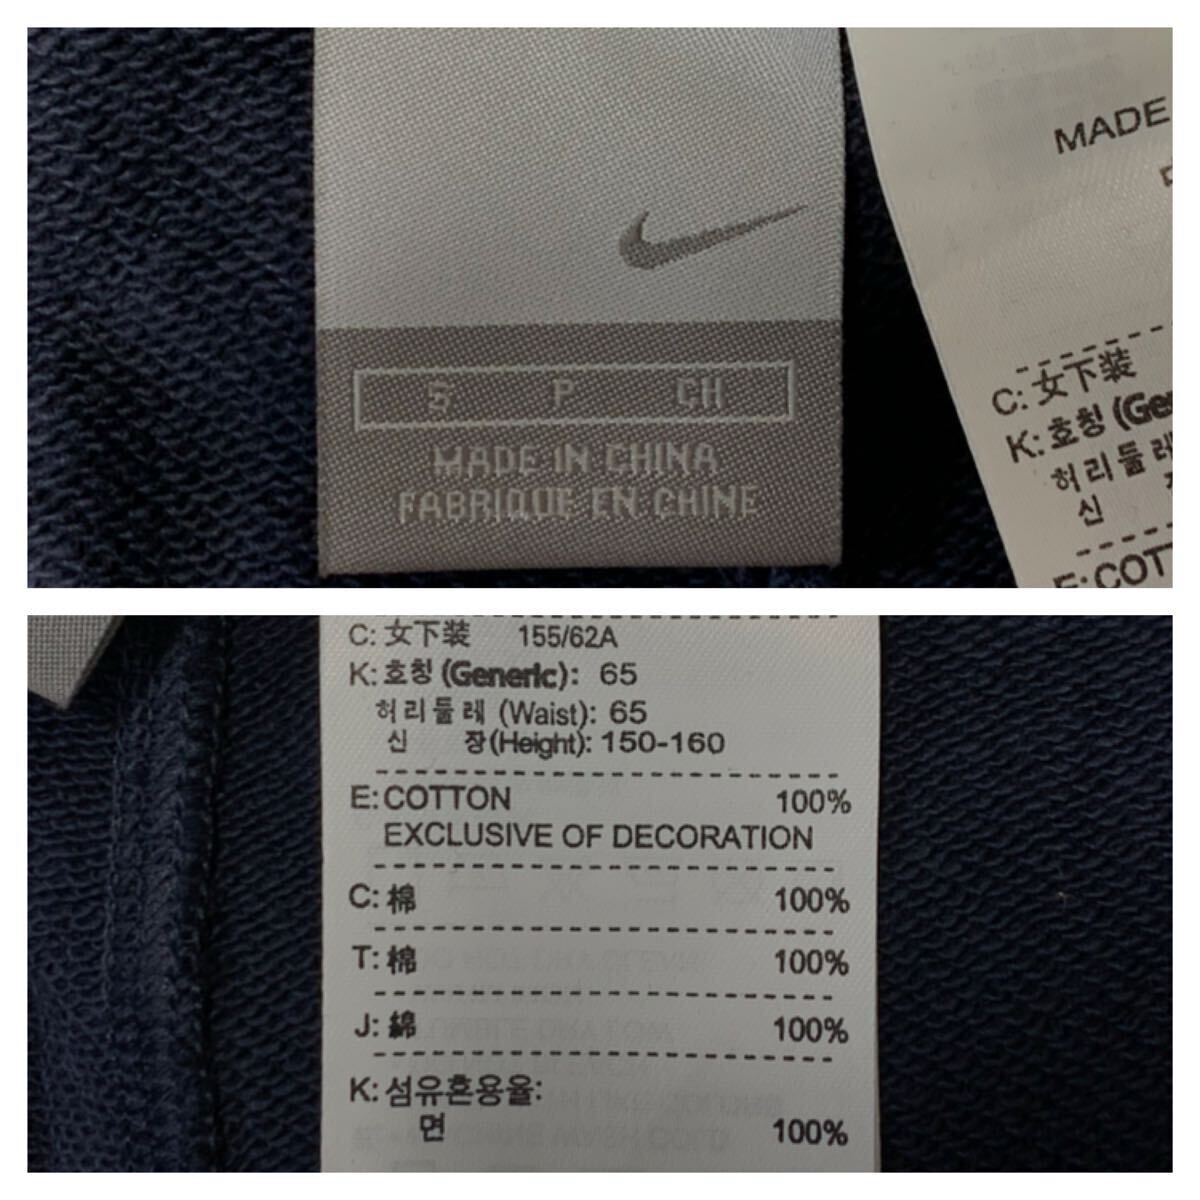 S P CH
MADE IN CHINA
FABRIQUE EN CHINE
MADE
C: 女下装
K: 호칭 (Gene
허리둘레
신
E: COT
C: 女下装 155/62A
K: 호칭 (Generic): 65
허리둘레 (Waist): 65
신 장(Height): 150-160
E: COTTON 100%
EXCLUSIVE OF DECORATION
C: 棉 100%
T: 棉 100%
J: 綿 100%
K: 섬유혼용율:
면 100%